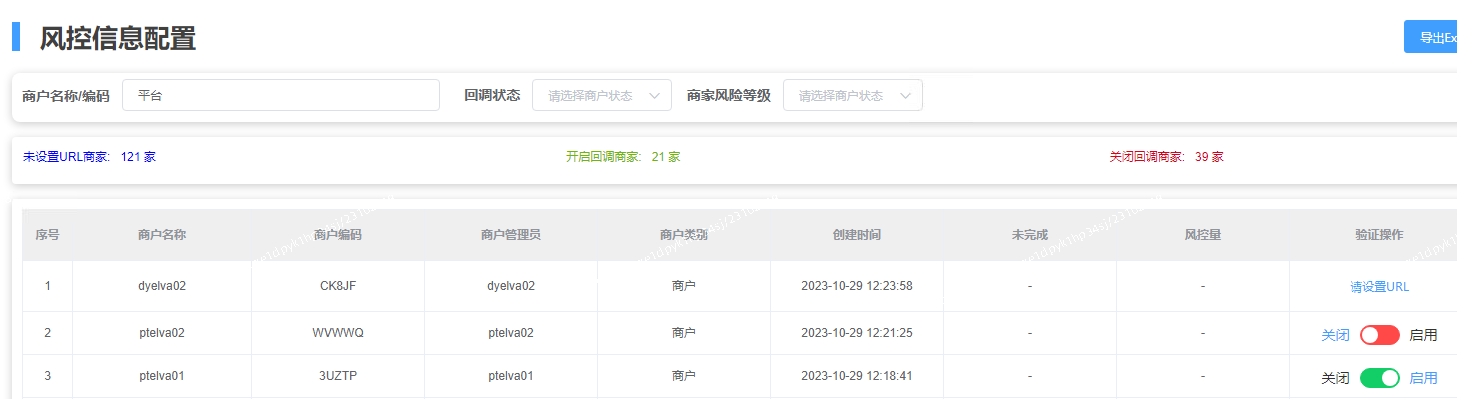 风控信息配置
导出Ex
商户名称/编码 平台 回调状态 请选择商户状态 商家风险等级 请选择商户状态
未设置URL商家: 121 家 开启回调商家: 21 家 关闭回调商家: 39 家
序号 商户名称 商户编码 商户管理员 商户类别 创建时间 未完成 风控量 验证操作
1 dyelva02 CK8JF dyelva02 商户 2023-10-29 12:23:58 - - 请设置URL
2 ptelva02 WVWWQ ptelva02 商户 2023-10-29 12:21:25 - - 关闭 启用
3 ptelva01 3UZTP ptelva01 商户 2023-10-29 12:18:41 - - 关闭 启用